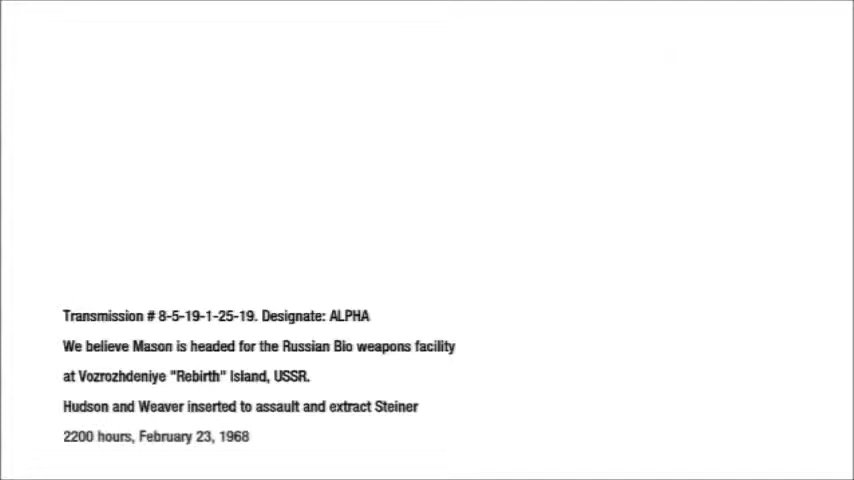 Transmission # 8-5-19-1-25-19. Designate: ALPHA
We believe Mason is headed for the Russian Bio weapons facility
at Vozrozhdeniye "Rebirth" Island, USSR.
Hudson and Weaver inserted to assault and extract Steiner
2200 hours, February 23, 1968